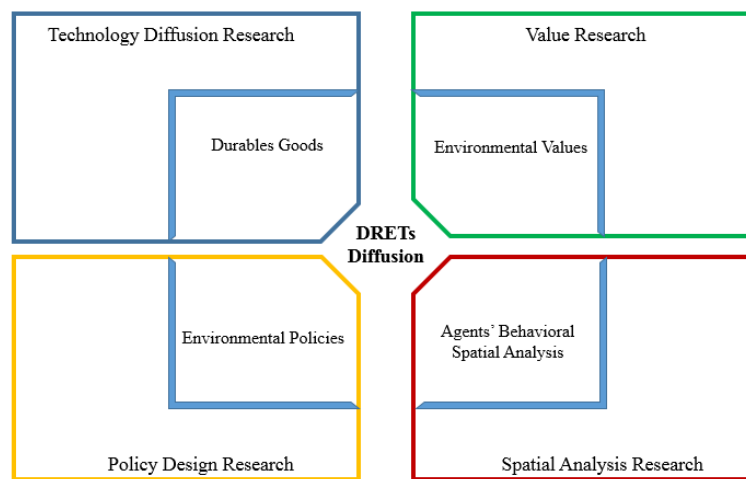 Technology Diffusion Research
Value Research
Durables Goods
Environmental Values
DRETs
Diffusion
Environmental Policies
Agents’ Behavioral
Spatial Analysis
Policy Design Research
Spatial Analysis Research